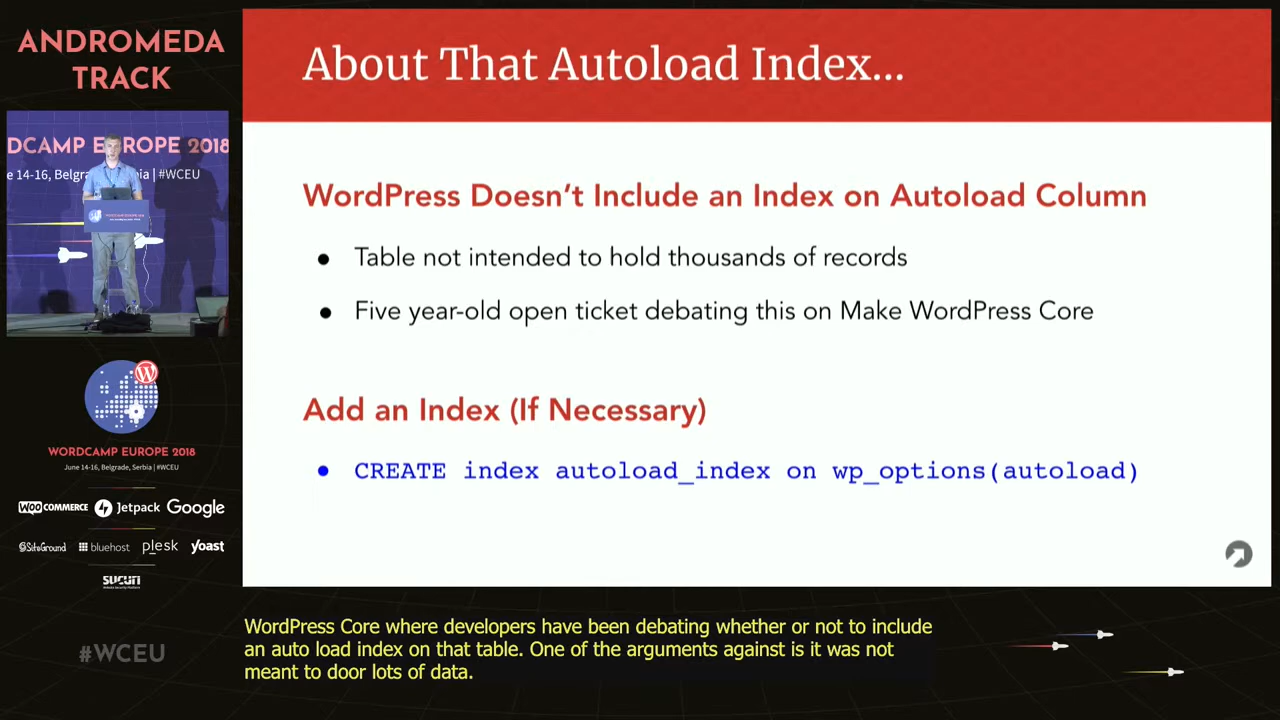 ANDROMEDA
TRACK
DCAMP EUROPE 2018
e 14-16, Belgrade, Serbia | #WCEU
WORDCAMP EUROPE 2018
June 14-16, Belgrade, Serbia | #WCEU
WOO COMMERCE Jetpack Google
SiteGround bluehost plesk yoast
SUCURI
#WCEU
About That Autoload Index...
WordPress Doesn’t Include an Index on Autoload Column
● Table not intended to hold thousands of records
● Five year-old open ticket debating this on Make WordPress Core
Add an Index (If Necessary)
● CREATE index autoload_index on wp_options(autoload)
WordPress Core where developers have been debating whether or not to include
an auto load index on that table. One of the arguments against is it was not
meant to door lots of data.